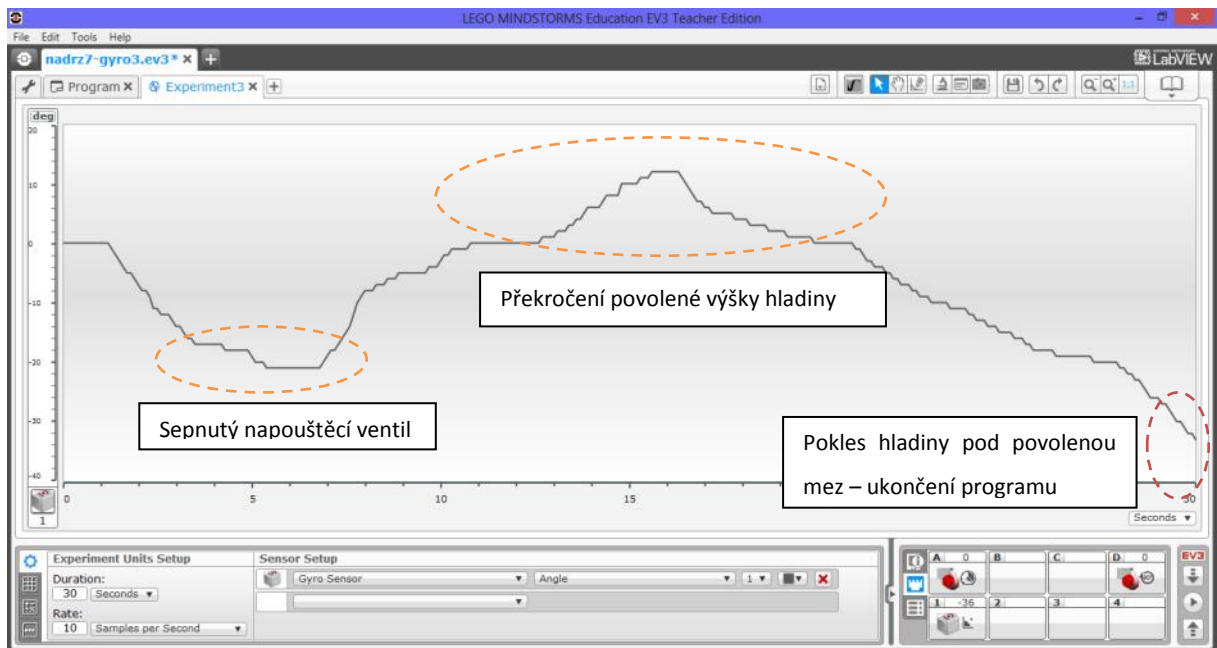 LEGO MINDSTORMS Education EV3 Teacher Edition
File Edit Tools Help
nadrz7-gyro3.ev3* × +
LabVIEW
Program × Experiment3 × +
1:1
deg
20
10
0
-10
-20
-30
-40
Překročení povolené výšky hladiny
Sepnutý napouštěcí ventil
Pokles hladiny pod povolenou
mez – ukončení programu
0 5 10 15 30
1
Seconds
Experiment Units Setup
Duration:
30 Seconds
Rate:
10 Samples per Second
Sensor Setup
Gyro Sensor Angle 1
A 0 B C D 0
1 -36 2 3 4
EV3